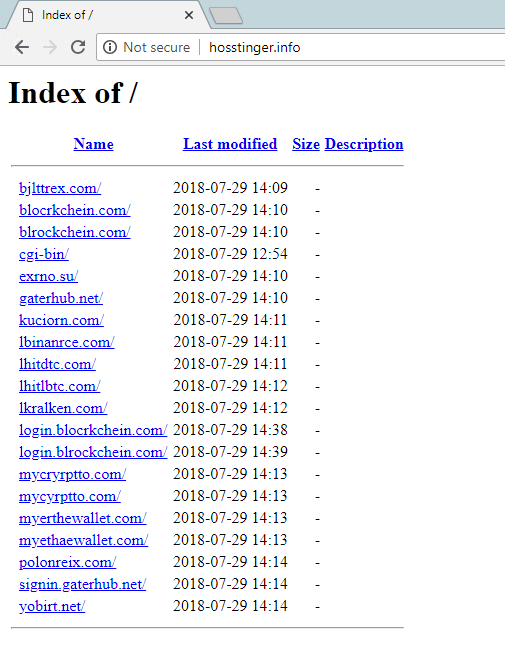 Index of /
Not secure hosstinger.info
Index of /
Name Last modified Size Description
bjlttrex.com/ 2018-07-29 14:09 -
blocrkchein.com/ 2018-07-29 14:10 -
blrockchein.com/ 2018-07-29 14:10 -
cgi-bin/ 2018-07-29 12:54 -
exrno.su/ 2018-07-29 14:10 -
gaterhub.net/ 2018-07-29 14:10 -
kuciorn.com/ 2018-07-29 14:11 -
lbinanrce.com/ 2018-07-29 14:11 -
lhitdtc.com/ 2018-07-29 14:11 -
lhitlbtc.com/ 2018-07-29 14:12 -
lkralken.com/ 2018-07-29 14:12 -
login.blocrkchein.com/ 2018-07-29 14:38 -
login.blrockchein.com/ 2018-07-29 14:39 -
mycryrptto.com/ 2018-07-29 14:13 -
mycyrptto.com/ 2018-07-29 14:13 -
myerthewallet.com/ 2018-07-29 14:13 -
myethaewallet.com/ 2018-07-29 14:13 -
polonreix.com/ 2018-07-29 14:14 -
signin.gaterhub.net/ 2018-07-29 14:14 -
yobirt.net/ 2018-07-29 14:14 -